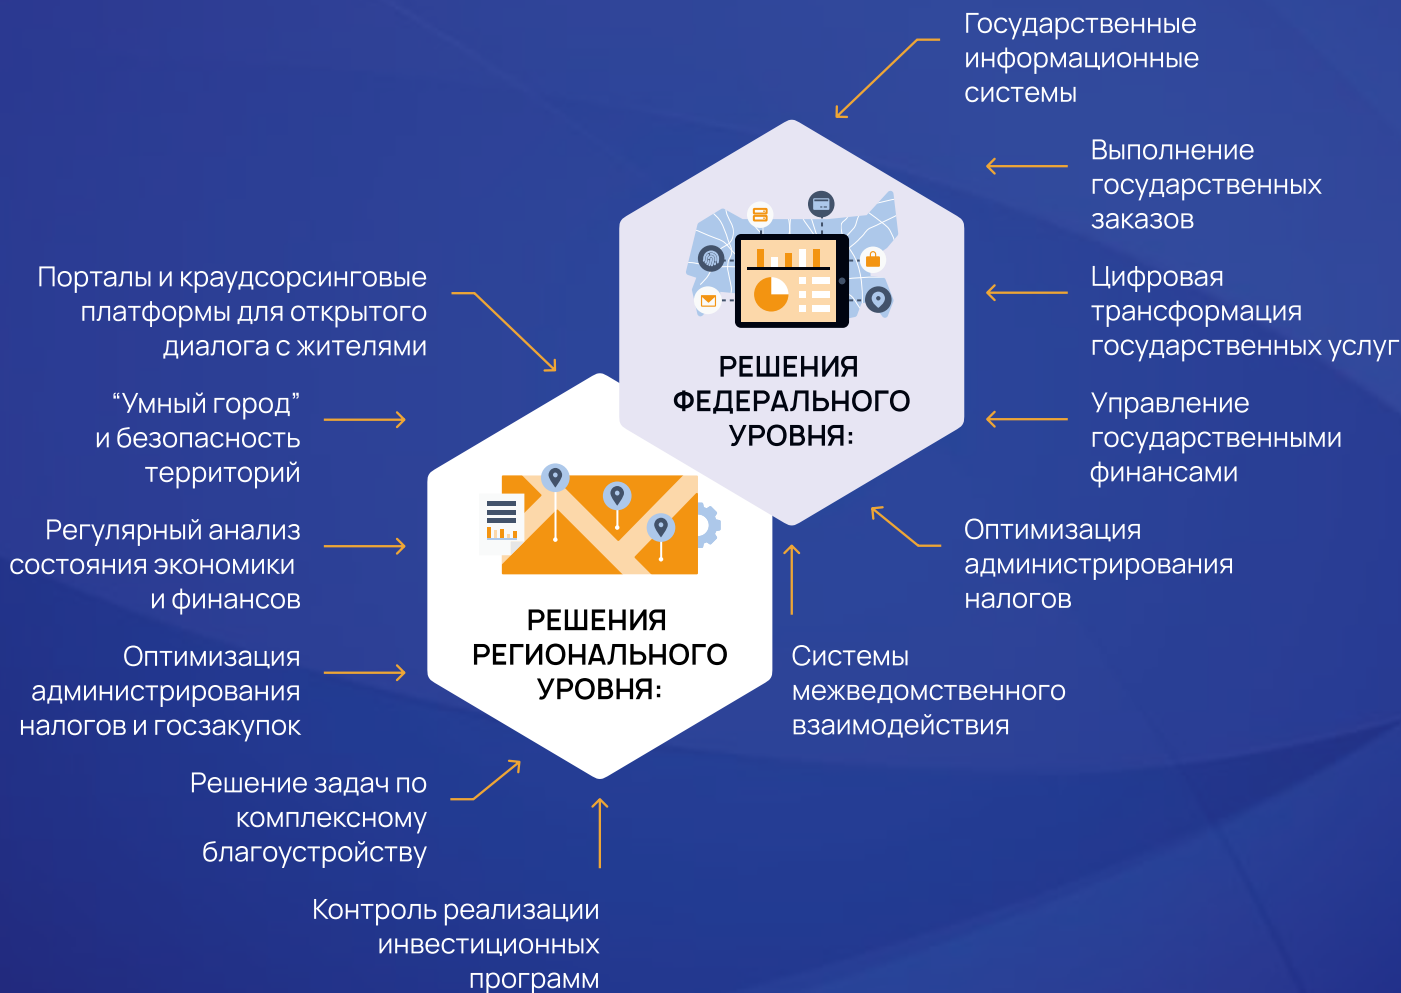 Государственные
информационные
системы
Выполнение
государственных
заказов
Цифровая
трансформация
государственных услуг
Управление
государственными
финансами
Оптимизация
администрирования
налогов
Системы
межведомственного
взаимодействия
РЕШЕНИЯ
ФЕДЕРАЛЬНОГО
УРОВНЯ:
Порталы и краудсорсинговые
платформы для открытого
диалога с жителями
“Умный город”
и безопасность
территорий
Регулярный анализ
состояния экономики
и финансов
Оптимизация
администрирования
налогов и госзакупок
Решение задач по
комплексному
благоустройству
Контроль реализации
инвестиционных
программ
РЕШЕНИЯ
РЕГИОНАЛЬНОГО
УРОВНЯ: